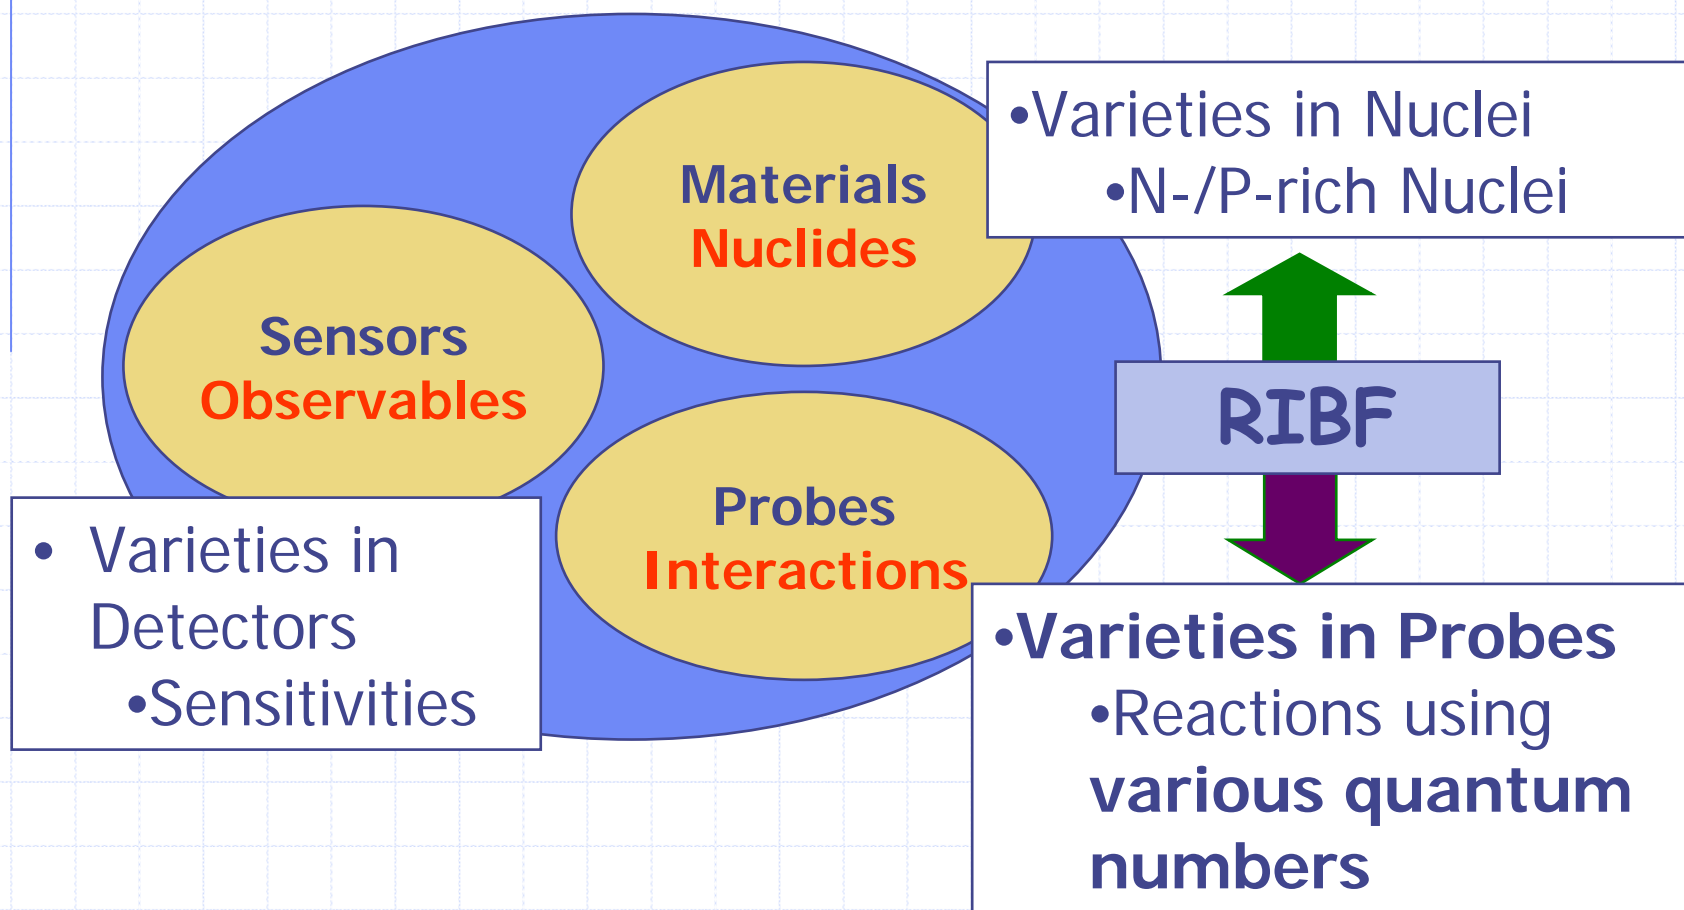 Materials
Nuclides
•Varieties in Nuclei
•N-/P-rich Nuclei
Sensors
Observables
RIBF
Probes
Interactions
• Varieties in
Detectors
•Sensitivities
•Varieties in Probes
•Reactions using
various quantum
numbers